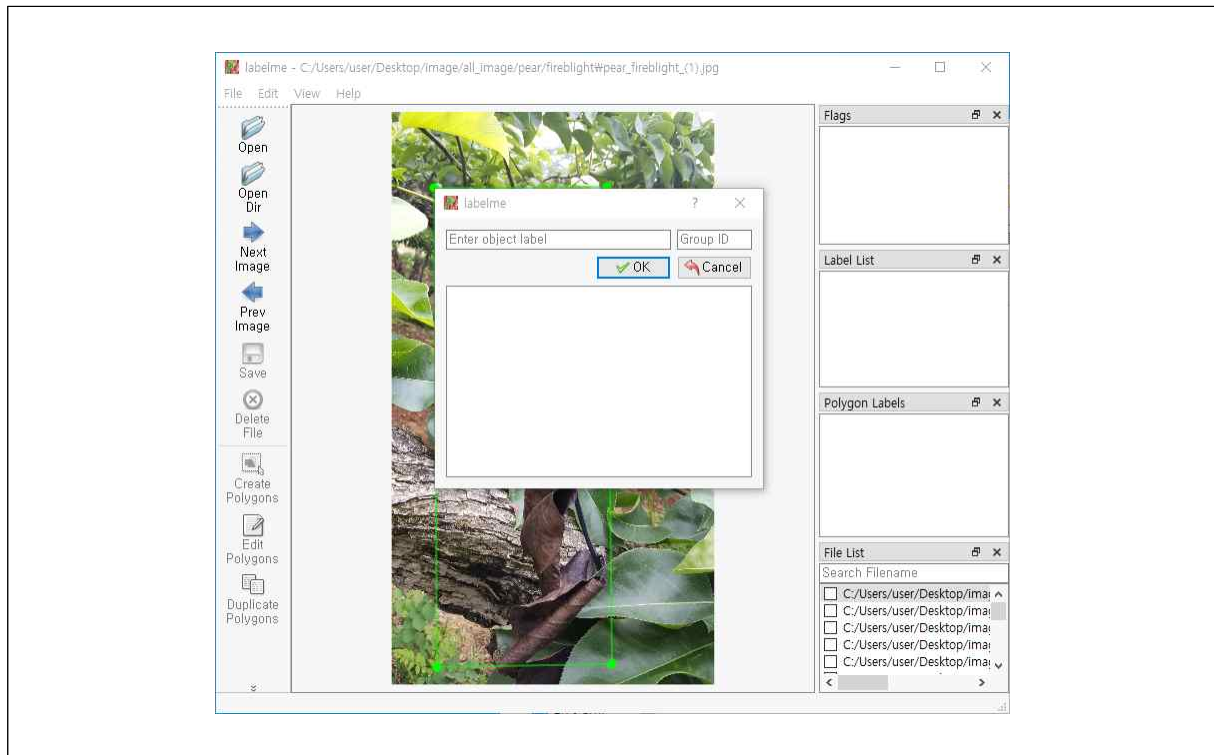 labelme - C:/Users/user/Desktop/image/all_image/pear/fireblight₩pear_fireblight_(1).jpg
File Edit View Help
Open
Open
Dir
Next
Image
Prev
Image
Save
Delete
File
Create
Polygons
Edit
Polygons
Duplicate
Polygons
labelme
Enter object label
Group ID
OK
Cancel
Flags
Label List
Polygon Labels
File List
Search Filename
C:/Users/user/Desktop/ima
C:/Users/user/Desktop/ima
C:/Users/user/Desktop/ima
C:/Users/user/Desktop/ima
C:/Users/user/Desktop/ima